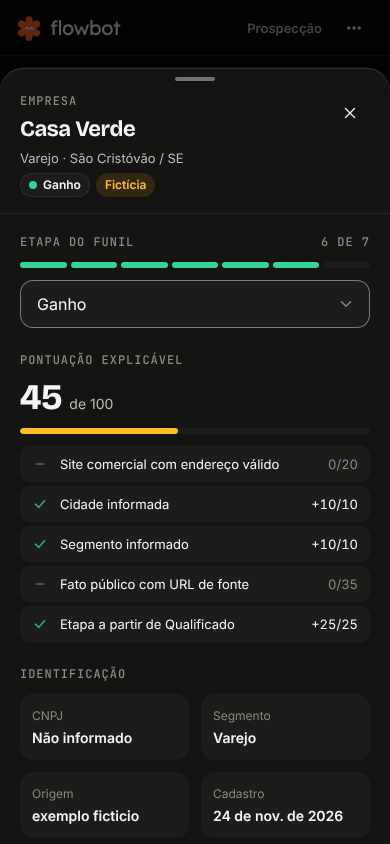 flowbot
Prospecção
EMPRESA
Casa Verde
Varejo · São Cristóvão / SE
Ganho
Fictícia
ETAPA DO FUNIL
6 DE 7
Ganho
PONTUAÇÃO EXPLICÁVEL
45 de 100
Site comercial com endereço válido 0/20
Cidade informada +10/10
Segmento informado +10/10
Fato público com URL de fonte 0/35
Etapa a partir de Qualificado +25/25
IDENTIFICAÇÃO
CNPJ
Não informado
Segmento
Varejo
Origem
exemplo ficticio
Cadastro
24 de nov. de 2026